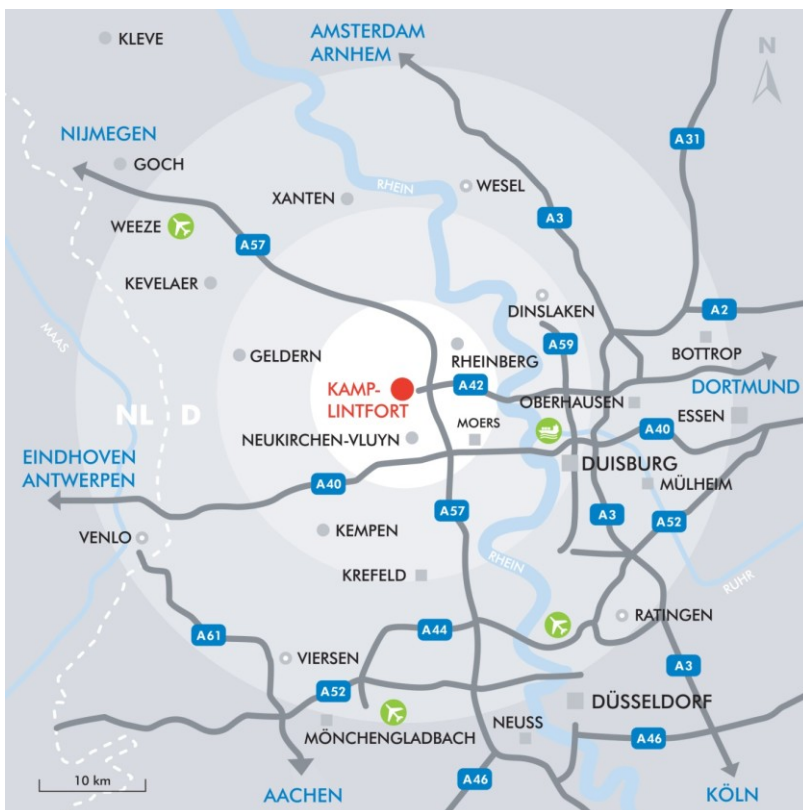 KLEVE
AMSTERDAM
ARNHEM
N
A31
NIJMEGEN
GOCH
RHEIN
WESEL
XANTEN
A3
WEEZE
A57
KEVELAER
DINSLAKEN
A2
MAAS
GELDERN
RHEINBERG
A59
BOTTROP
KAMP-
LINTFORT
A42
DORTMUND
OBERHAUSEN
NL D
ESSEN
NEUKIRCHEN-VLUYN
MOERS
A40
EINDHOVEN
ANTWERPEN
DUISBURG
A40
MÜLHEIM
A57
A3
A52
VENLO
KEMPEN
KREFELD
RHEIN
RUHR
A61
A44
RATINGEN
VIERSEN
A3
A52
DÜSSELDORF
MÖNCHENGLADBACH
NEUSS
A46
10 km
A46
AACHEN
KÖLN